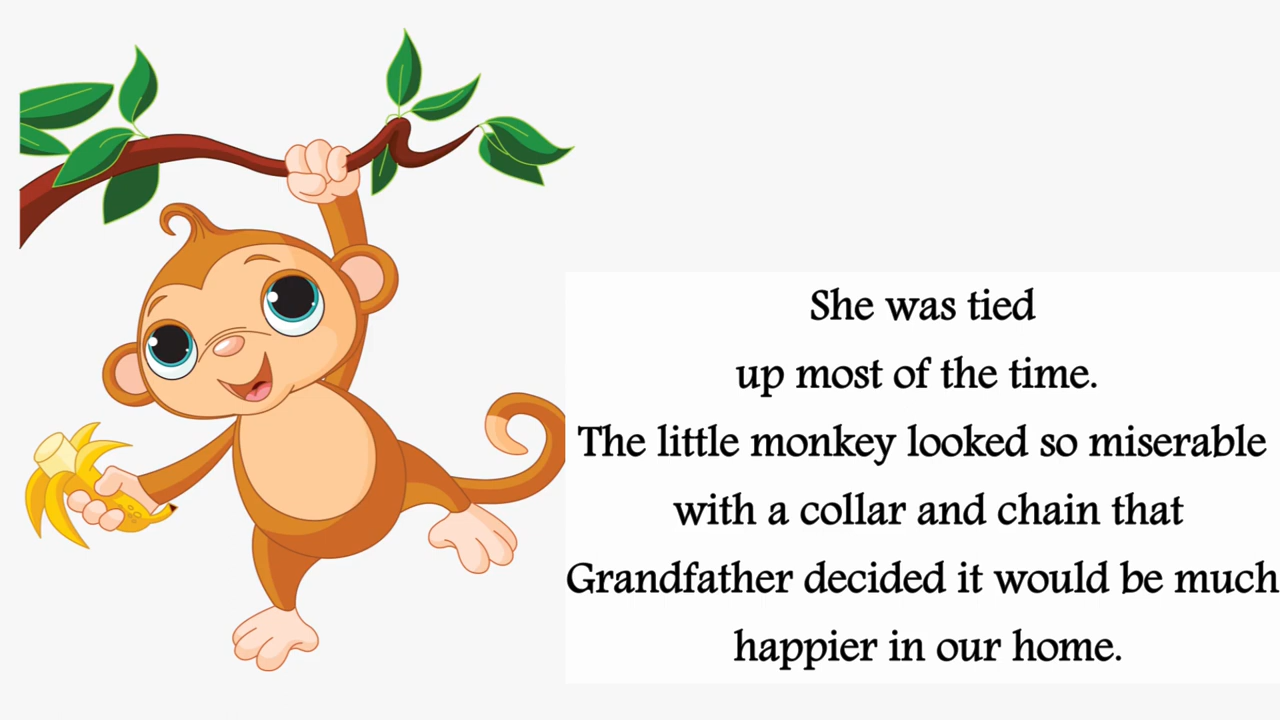 She was tied
up most of the time.
The little monkey looked so miserable
with a collar and chain that
Grandfather decided it would be much
happier in our home.